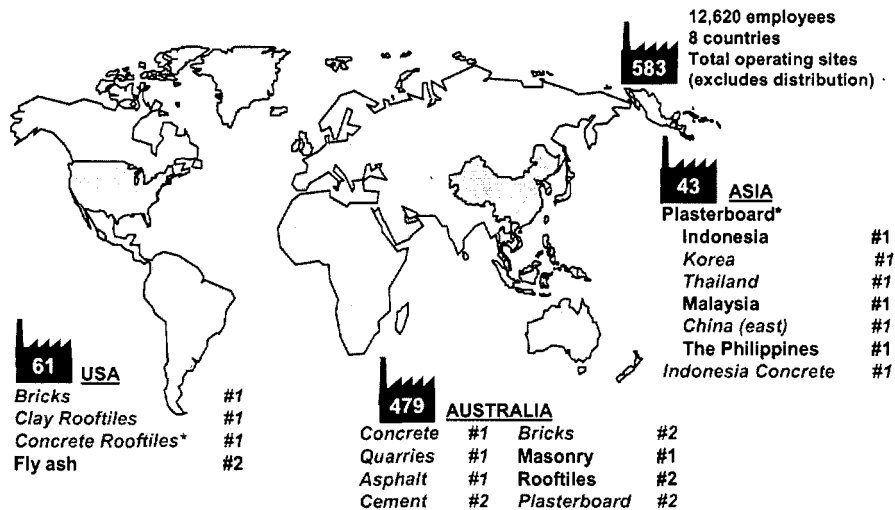 12,620 employees
8 countries
583 Total operating sites
(excludes distribution)
43 ASIA
Plasterboard*
Indonesia #1
Korea #1
Thailand #1
Malaysia #1
China (east) #1
The Philippines #1
Indonesia Concrete #1
61 USA
Bricks #1
Clay Rooftiles #1
Concrete Rooftiles* #1
Fly ash #2
479 AUSTRALIA
Concrete #1 Bricks #2
Quarries #1 Masonry #1
Asphalt #1 Rooftiles #2
Cement #2 Plasterboard #2